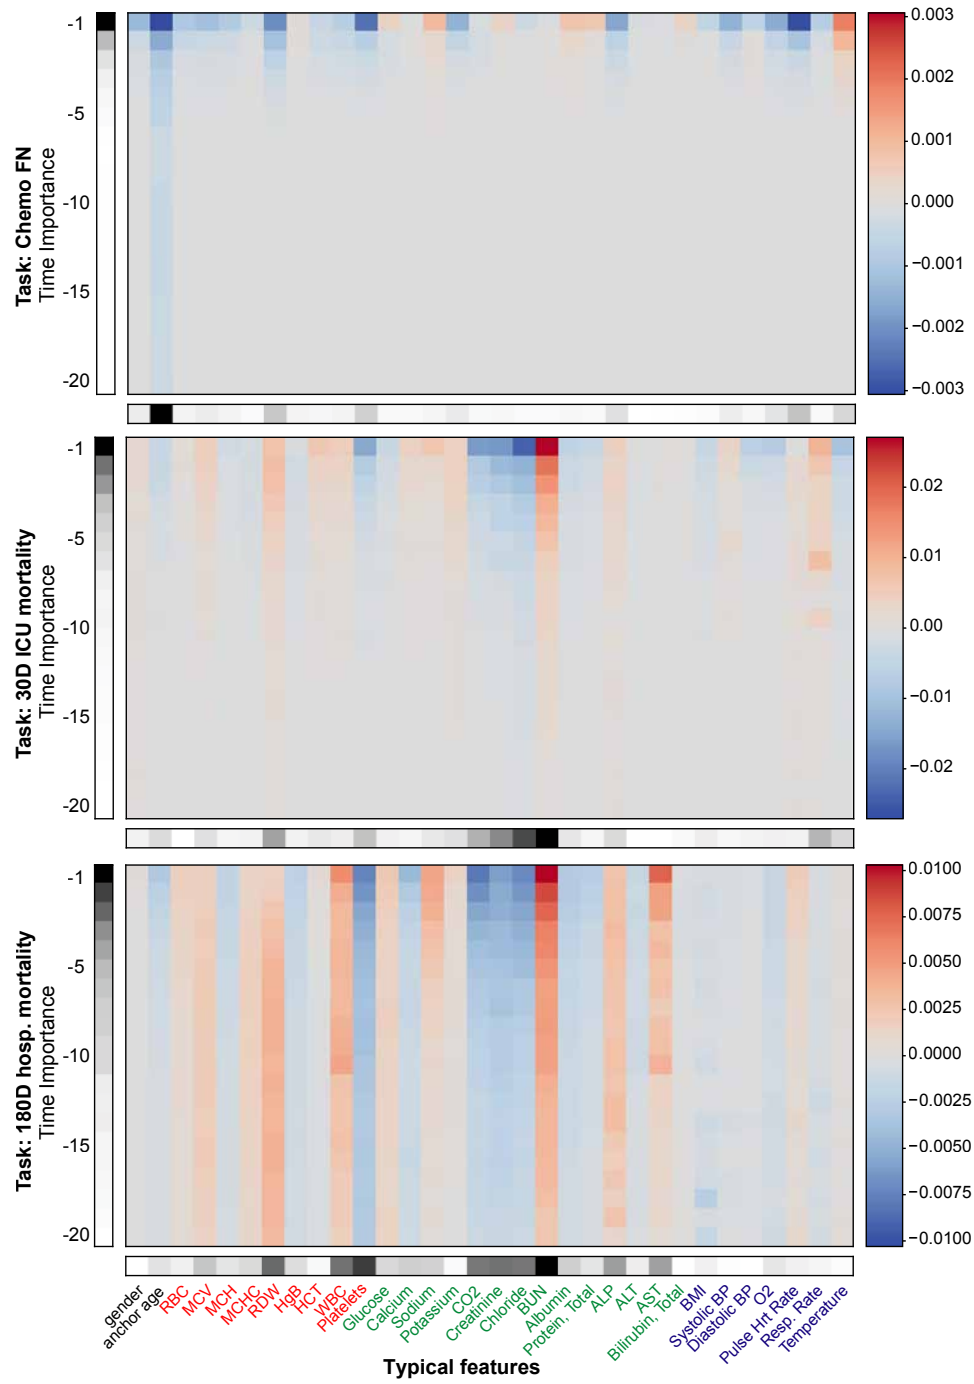 Task: Chemo FN
Time Importance
-1
-5
-10
-15
-20
0.003
0.002
0.001
0.000
−0.001
−0.002
−0.003
Task: 30D ICU mortality
Time Importance
-1
-5
-10
-15
-20
0.02
0.01
0.00
−0.01
−0.02
Task: 180D hosp. mortality
Time Importance
-1
-5
-10
-15
-20
0.0100
0.0075
0.0050
0.0025
0.0000
−0.0025
−0.0050
−0.0075
−0.0100
gender
anchor age
RBC
MCV
MCH
MCHC
RDW
HgB
HCT
WBC
Platelets
Glucose
Calcium
Sodium
Potassium
CO2
Creatinine
Chloride
BUN
Albumin
Protein, Total
ALP
ALT
AST
Bilirubin, Total
BMI
Systolic BP
Diastolic BP
O2
Pulse Hrt Rate
Resp. Rate
Temperature
Typical features